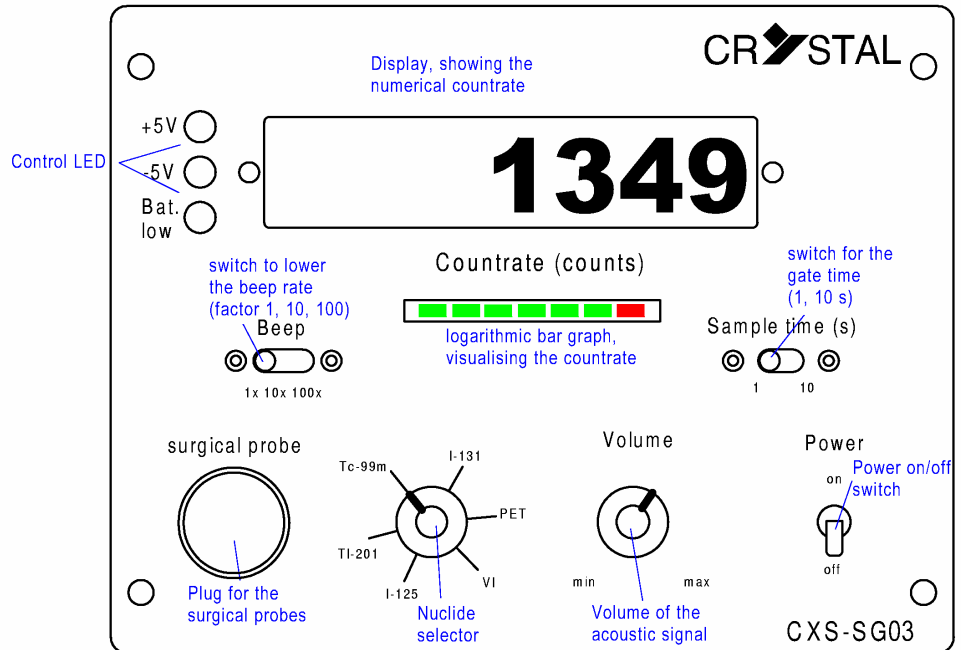 CRYSTAL
Display, showing the
numerical countrate
+5V
Control LED
-5V
Bat.
low
1349
switch to lower
the beep rate
(factor 1, 10, 100)
Beep
1x 10x 100x
Countrate (counts)
logarithmic bar graph,
visualising the countrate
switch for the
gate time
(1, 10 s)
Sample time (s)
1 10
surgical probe
Plug for the
surgical probes
Tc-99m
I-131
PET
VI
I-125
TI-201
Nuclide
selector
Volume
min max
Volume of the
acoustic signal
Power
on
Power on/off
switch
off
CXS-SG03